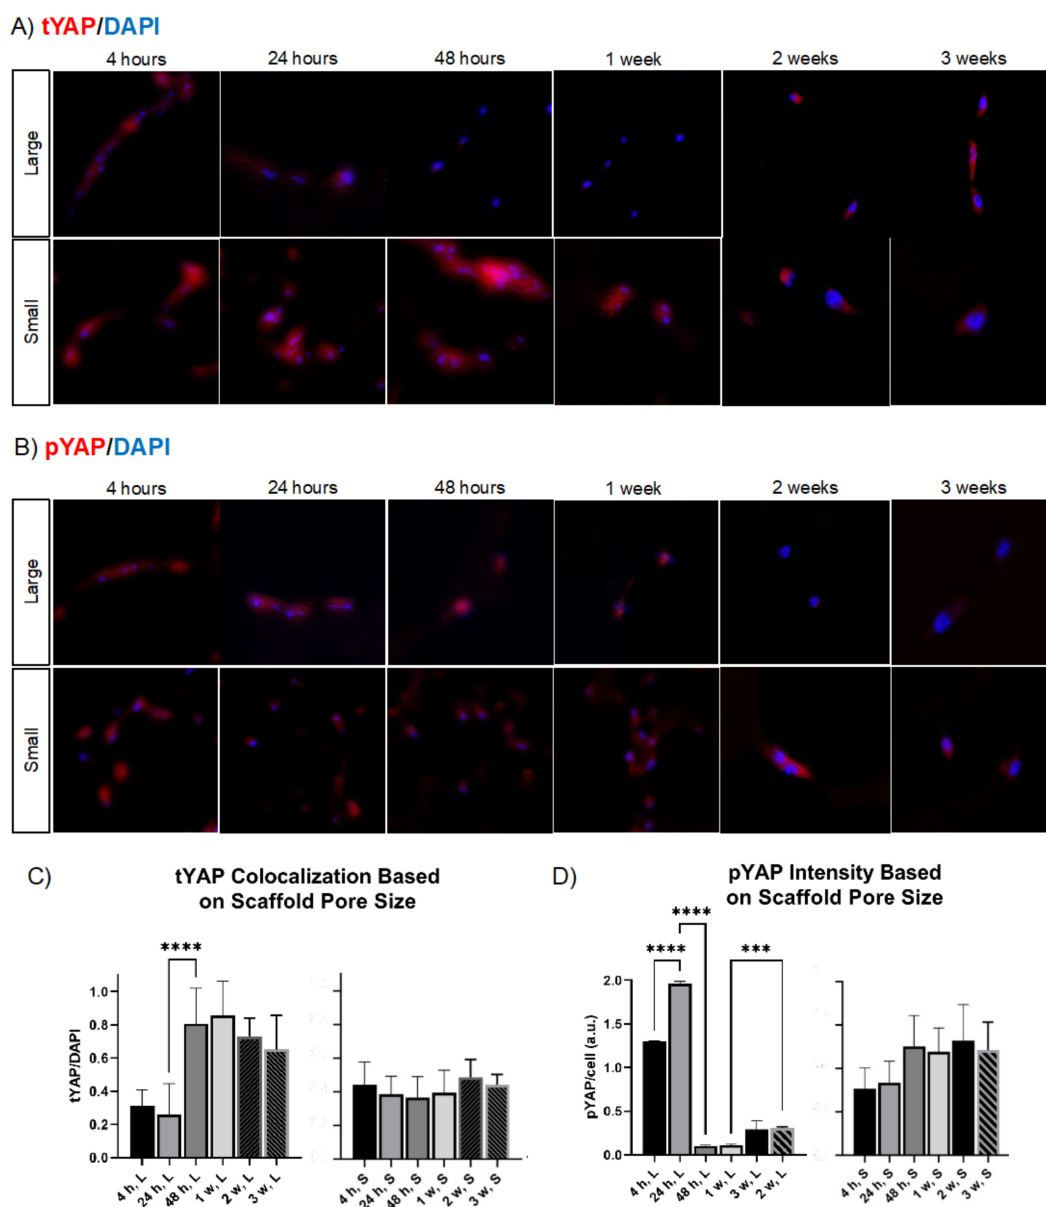 A) tYAP/DAPI
4 hours 24 hours 48 hours 1 week 2 weeks 3 weeks
Large
Small
B) pYAP/DAPI
4 hours 24 hours 48 hours 1 week 2 weeks 3 weeks
Large
Small
C)
tYAP Colocalization Based
on Scaffold Pore Size
****
tYAP/DAPI
1.0
0.8
0.6
0.4
0.2
0.0
4 h, L 24 h, L 48 h, L 1 w, L 2 w, L 3 w, L
4 h, S 24 h, S 48 h, S 1 w, S 2 w, S 3 w, S
D)
pYAP Intensity Based
on Scaffold Pore Size
****
**** ***
pYAP/cell (a.u.)
2.0
1.5
1.0
0.5
0.0
4 h, L 24 h, L 48 h, L 1 w, L 3 w, L 2 w, L
4 h, S 24 h, S 48 h, S 1 w, S 2 w, S 3 w, S